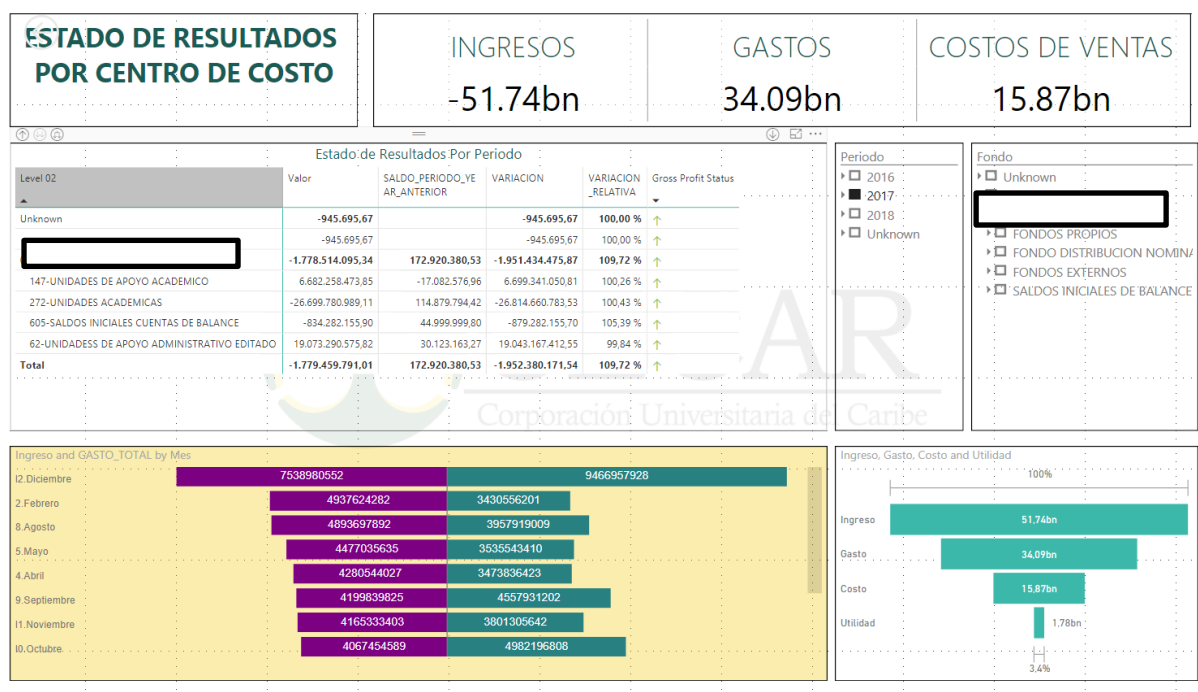 ESTADO DE RESULTADOS
POR CENTRO DE COSTO
INGRESOS GASTOS COSTOS DE VENTAS
-51.74bn 34.09bn 15.87bn
Estado de Resultados Por Periodo
Level 02 Valor SALDO_PERIODO_YE VARIACION VARIACION Gross Profit Status
AR_ANTERIOR _RELATIVA
Unknown -945.695,67 -945.695,67 100,00 %
-945.695,67 -945.695,67 100,00 %
-1.778.514.095,34 172.920.380,53 -1.951.434.475,87 109,72 %
147-UNIDADES DE APOYO ACADEMICO 6.682.258.473,85 -17.082.576,96 6.699.341.050,81 100,26 %
272-UNIDADES ACADEMICAS -26.699.780.989,11 114.879.794,42 -26.814.660.783,53 100,43 %
605-SALDOS INICIALES CUENTAS DE BALANCE -834.282.155,90 44.999.999,80 -879.282.155,70 105,39 %
62-UNIDADESS DE APOYO ADMINISTRATIVO EDITADO 19.073.290.575,82 30.123.163,27 19.043.167.412,55 99,84 %
Total -1.779.459.791,01 172.920.380,53 -1.952.380.171,54 109,72 %
Periodo
2016
2017
2018
Unknown
Fondo
Unknown
FONDOS PROPIOS
FONDO DISTRIBUCION NOMINA
FONDOS EXTERNOS
SALDOS INICIALES DE BALANCE
AR
Corporación Universitaria del Caribe
Ingreso and GASTO_TOTAL by Mes
I2.Diciembre 7538980552 9466957928
2.Febrero 4937624282 3430556201
8.Agosto 4893697892 3957919009
5.Mayo 4477035635 3535543410
4.Abril 4280544027 3473836423
9.Septiembre 4199839825 4557931202
I1.Noviembre 4165333403 3801305642
I0.Octubre 4067454589 4982196808
Ingreso, Gasto, Costo and Utilidad
100%
Ingreso 51,74bn
Gasto 34,09bn
Costo 15,87bn
Utilidad 1,78bn
3,4%